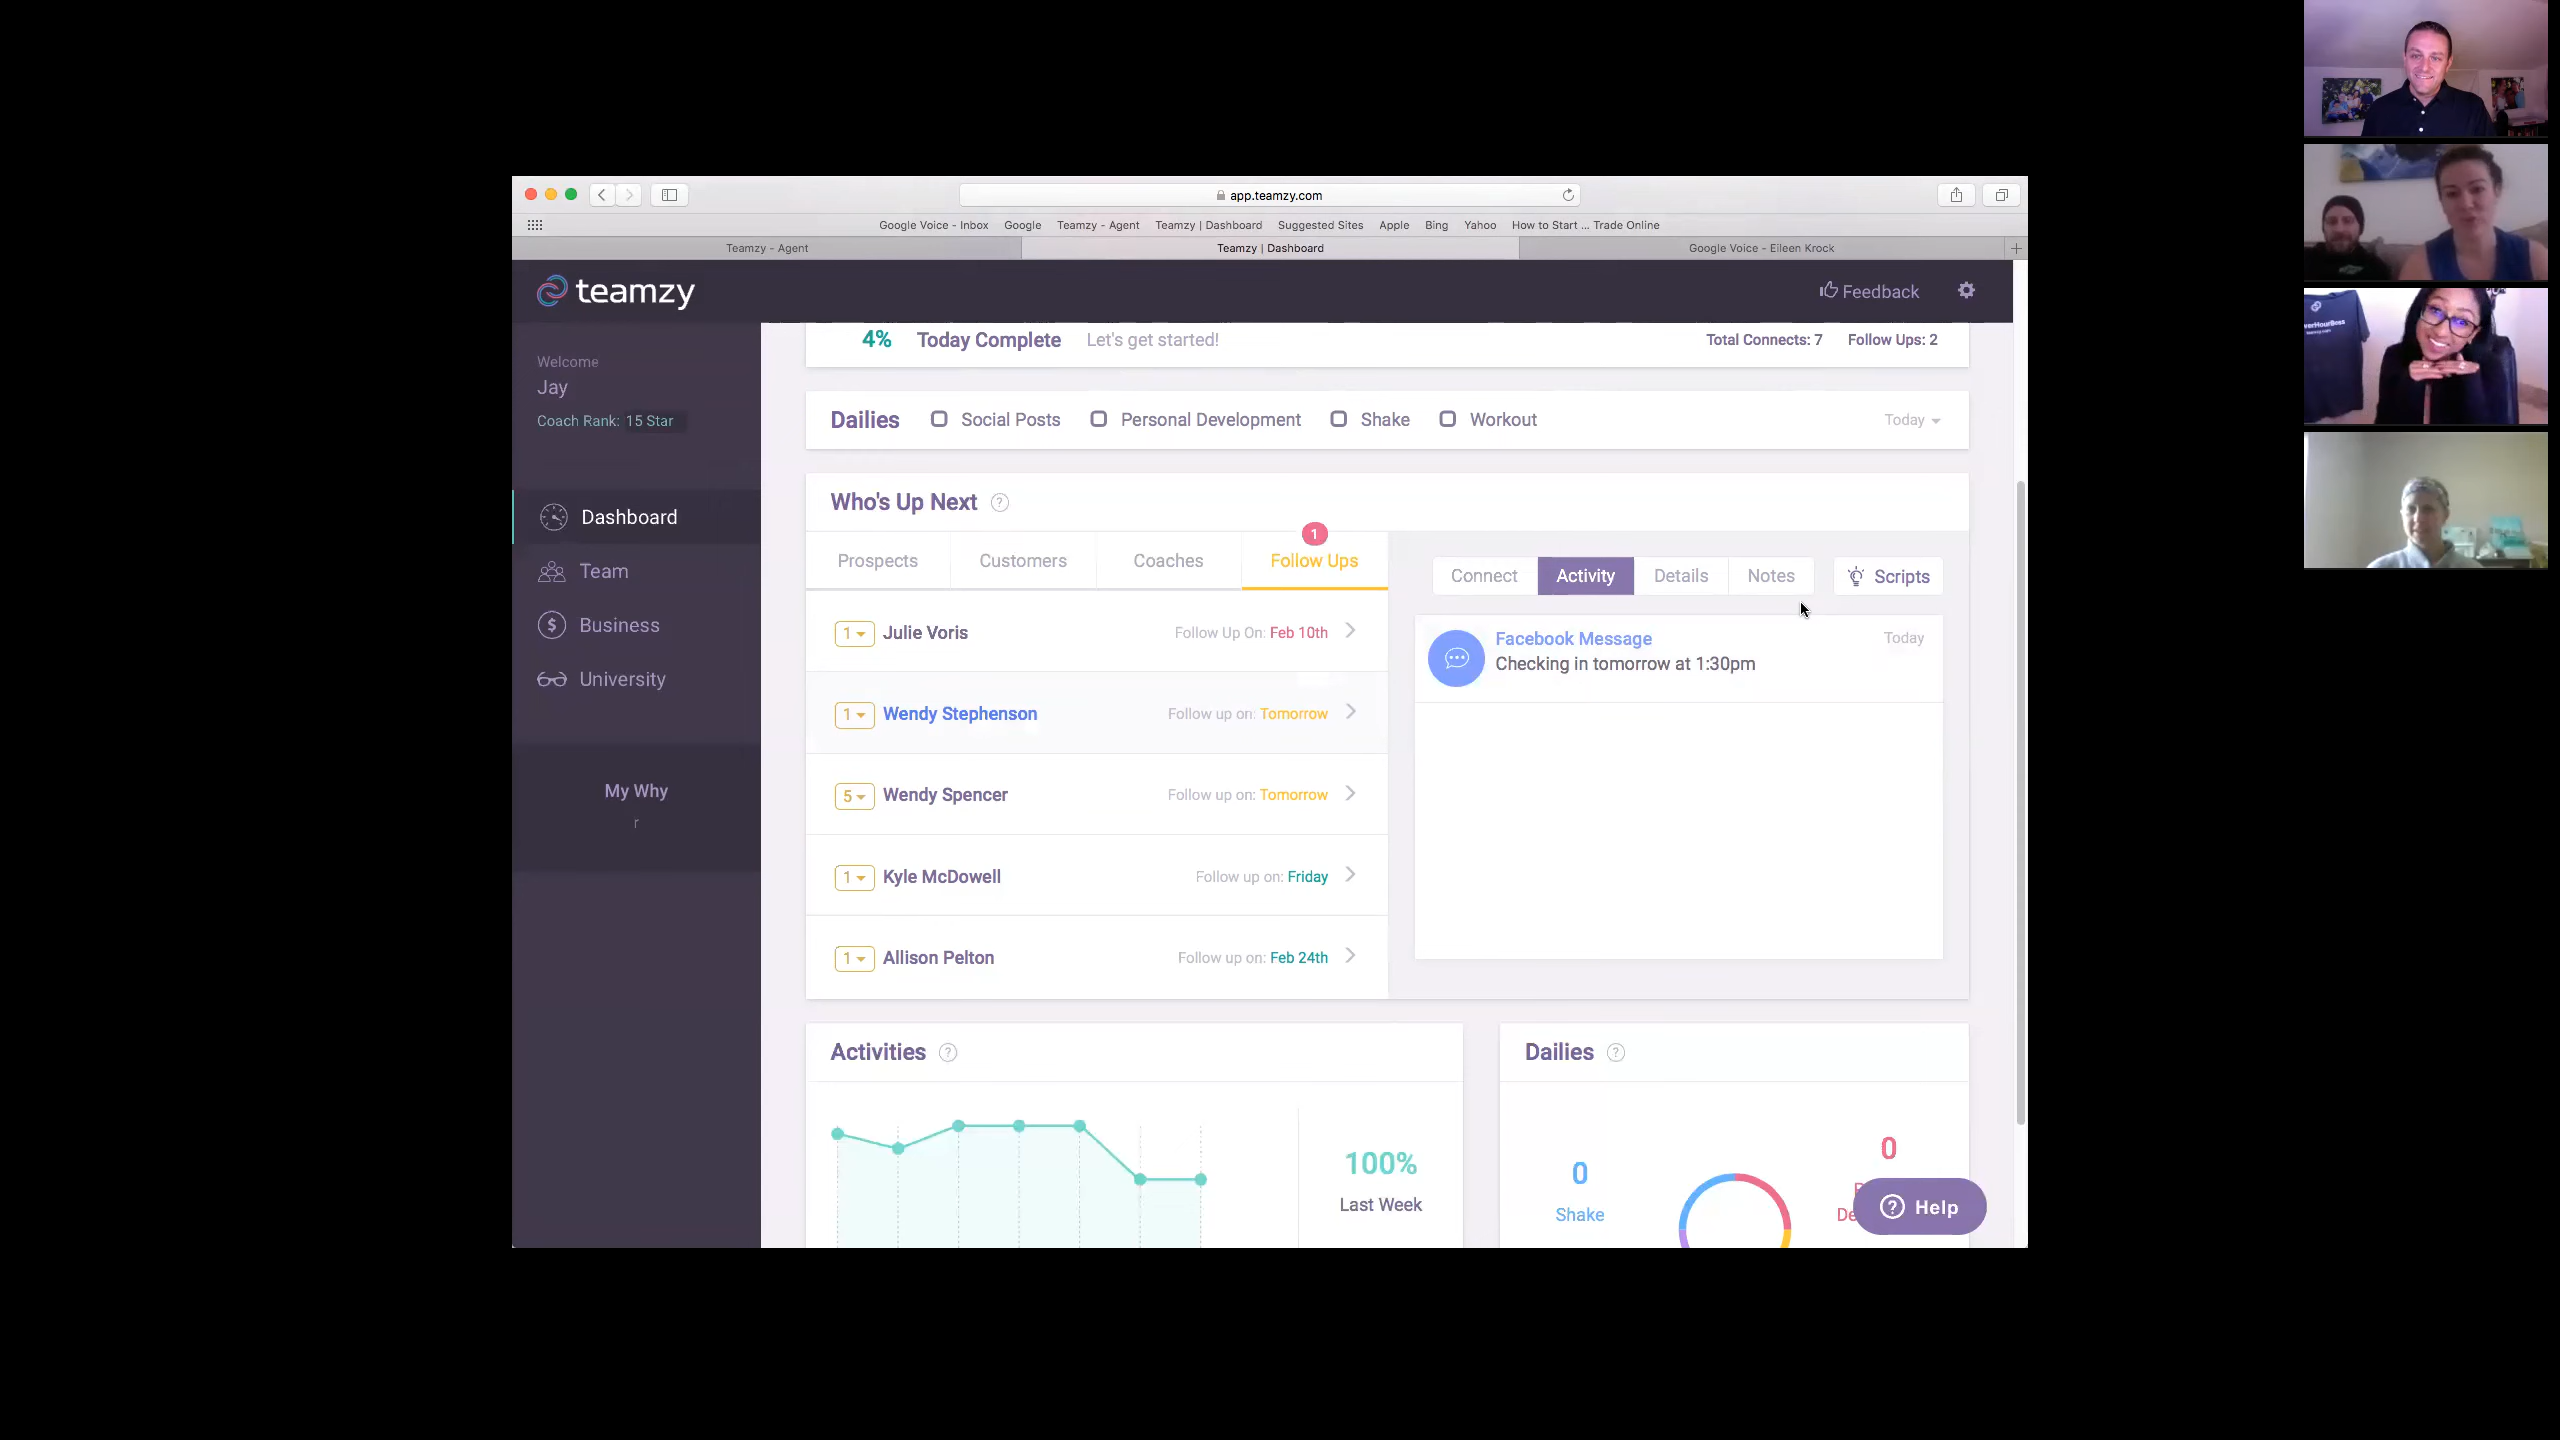 app.teamzy.com
Google Voice - Inbox Google Teamzy - Agent Teamzy | Dashboard Suggested Sites Apple Bing Yahoo How to Start ... Trade Online
Teamzy - Agent Teamzy | Dashboard Google Voice - Eileen Krock
teamzy Feedback
4% Today Complete Let's get started! Total Connects: 7 Follow Ups: 2
Welcome
Jay
Coach Rank: 15 Star
Dashboard
Team
Business
University
My Why
r
Dailies Social Posts Personal Development Shake Workout Today
Who's Up Next ?
Prospects Customers Coaches Follow Ups 1
1 Julie Voris Follow Up On: Feb 10th
1 Wendy Stephenson Follow up on: Tomorrow
5 Wendy Spencer Follow up on: Tomorrow
1 Kyle McDowell Follow up on: Friday
1 Allison Pelton Follow up on: Feb 24th
Connect Activity Details Notes Scripts
Facebook Message Today
Checking in tomorrow at 1:30pm
Activities ?
100%
Last Week
Dailies ?
0
Shake
0
De
? Help